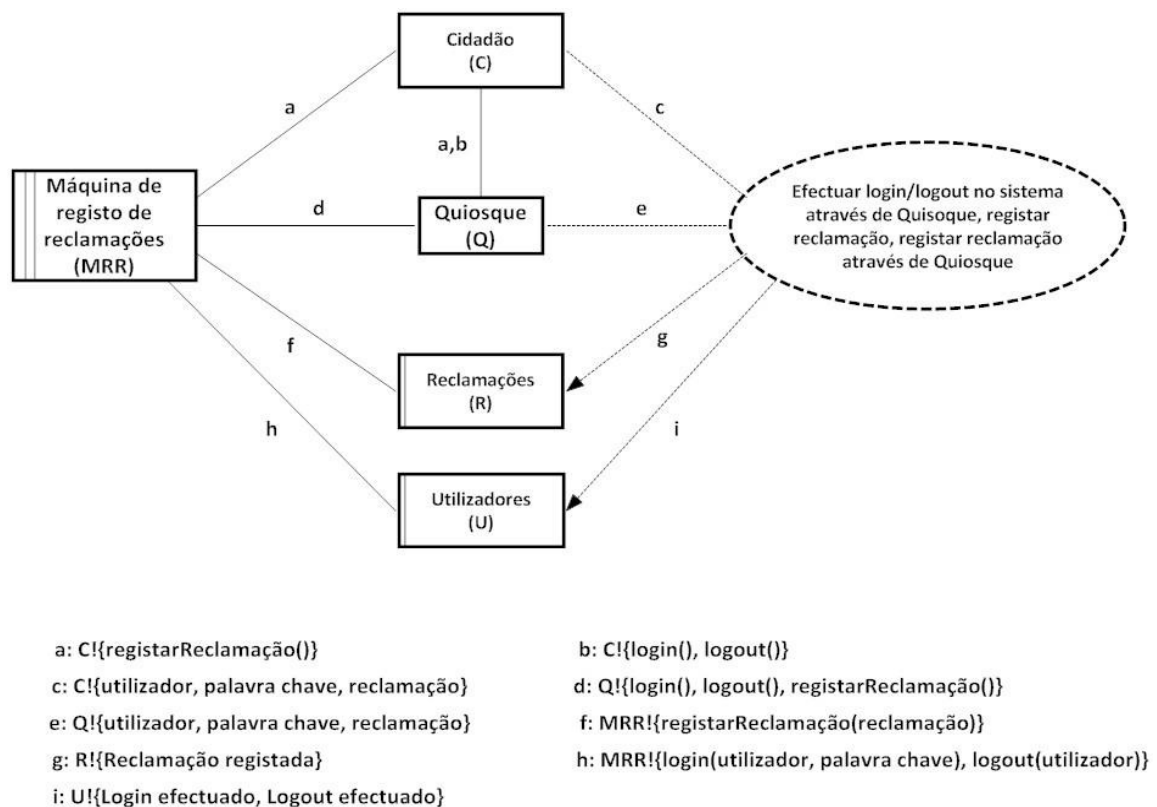 Cidadão
(C)
a
c
a,b
Máquina de
registo de
reclamações
(MRR)
d
Quiosque
(Q)
e
Efectuar login/logout no sistema
através de Quisoque, registar
reclamação, registar reclamação
através de Quiosque
f
g
Reclamações
(R)
h
i
Utilizadores
(U)
a: C!{registarReclamação()}
b: C!{login(), logout()}
c: C!{utilizador, palavra chave, reclamação}
d: Q!{login(), logout(), registarReclamação()}
e: Q!{utilizador, palavra chave, reclamação}
f: MRR!{registarReclamação(reclamação)}
g: R!{Reclamação registada}
h: MRR!{login(utilizador, palavra chave), logout(utilizador)}
i: U!{Login efectuado, Logout efectuado}